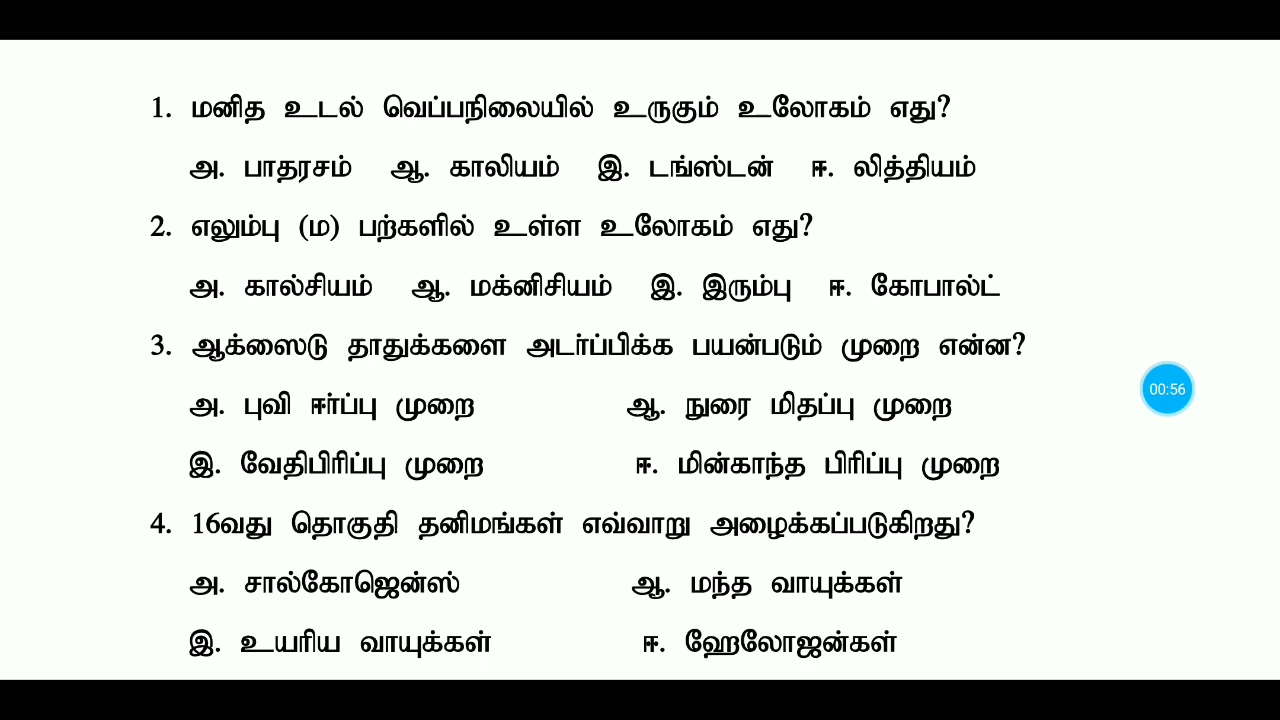 1. மனித உடல் வெப்பநிலையில் உருகும் உலோகம் எது?
அ. பாதரசம் ஆ. காலியம் இ. டங்ஸ்டன் ஈ. லித்தியம்
2. எலும்பு (ம) பற்களில் உள்ள உலோகம் எது?
அ. கால்சியம் ஆ. மக்னிசியம் இ. இரும்பு ஈ. கோபால்ட்
3. ஆக்ஸைடு தாதுக்களை அடர்ப்பிக்க பயன்படும் முறை என்ன?
அ. புவி ஈர்ப்பு முறை ஆ. நுரை மிதப்பு முறை
00:56
இ. வேதிபிரிப்பு முறை ஈ. மின்காந்த பிரிப்பு முறை
4. 16வது தொகுதி தனிமங்கள் எவ்வாறு அழைக்கப்படுகிறது?
அ. சால்கோஜென்ஸ் ஆ. மந்த வாயுக்கள்
இ. உயரிய வாயுக்கள் ஈ. ஹேலோஜன்கள்